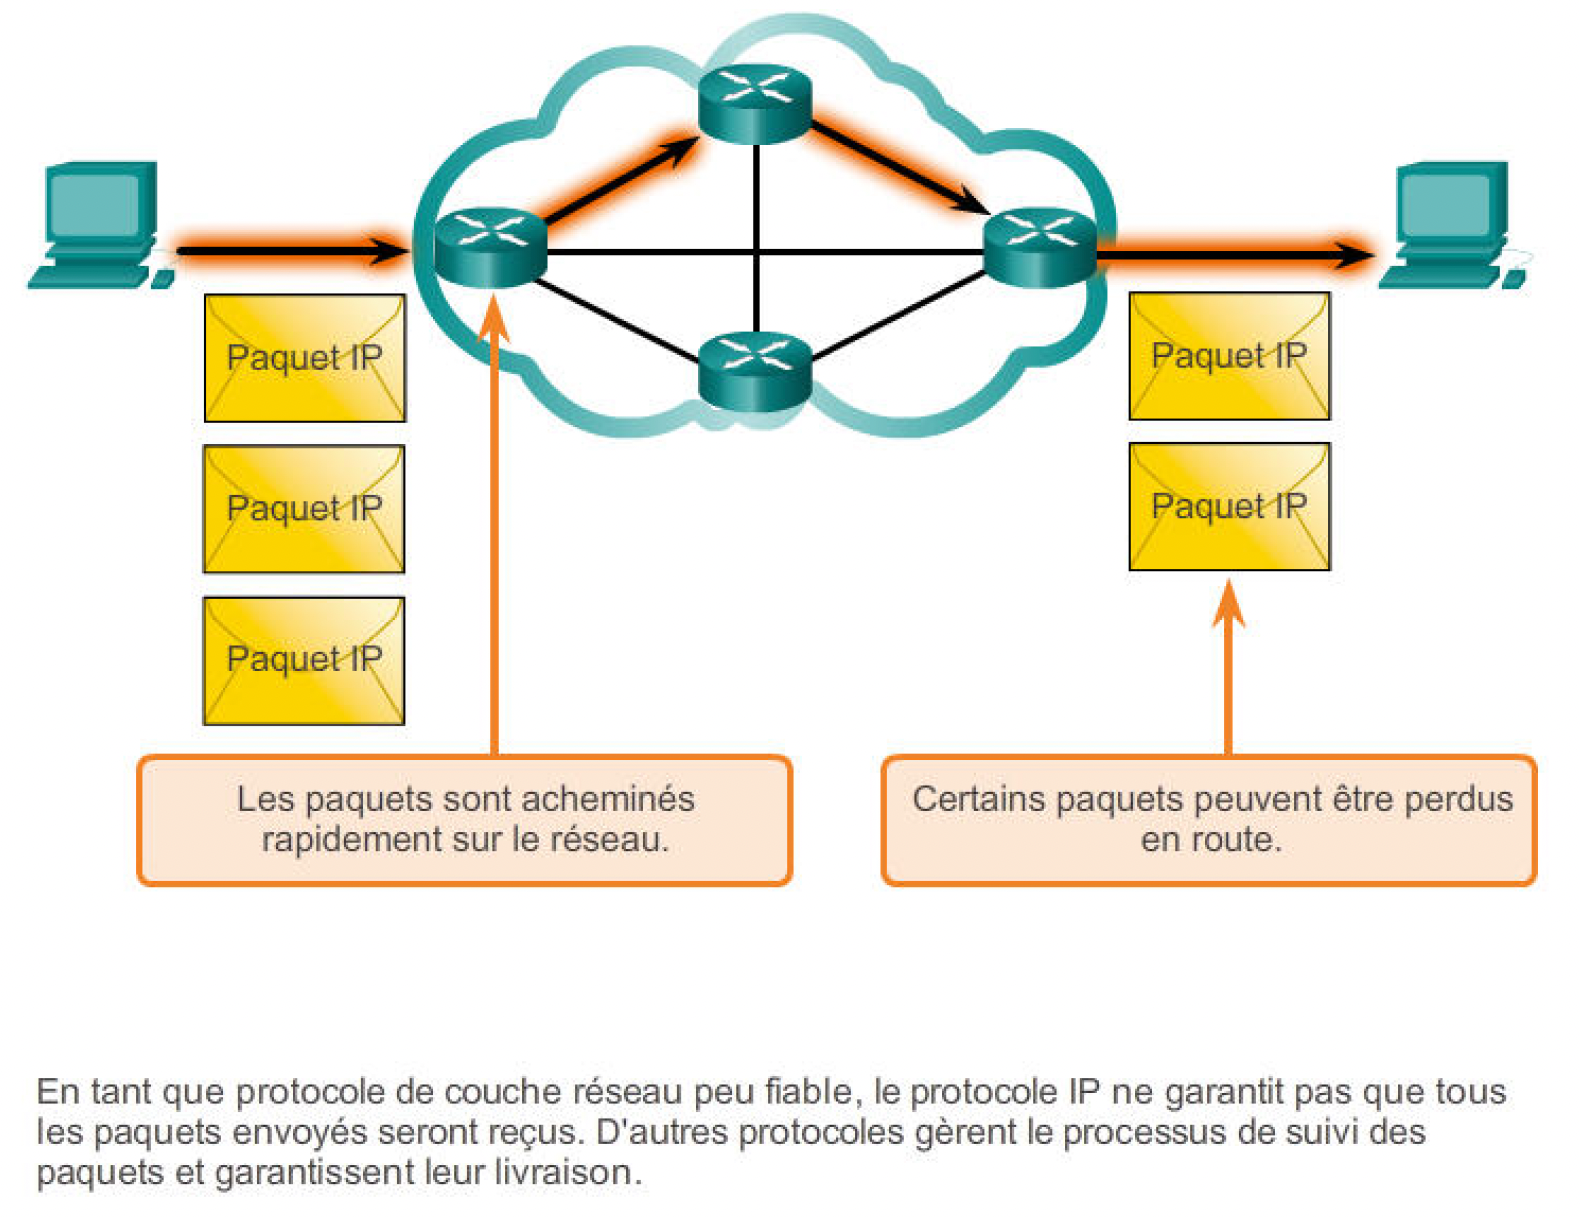 Paquet IP
Paquet IP
Paquet IP
Paquet IP
Paquet IP
Les paquets sont acheminés
rapidement sur le réseau.
Certains paquets peuvent être perdus
en route.
En tant que protocole de couche réseau peu fiable, le protocole IP ne garantit pas que tous
les paquets envoyés seront reçus. D'autres protocoles gèrent le processus de suivi des
paquets et garantissent leur livraison.